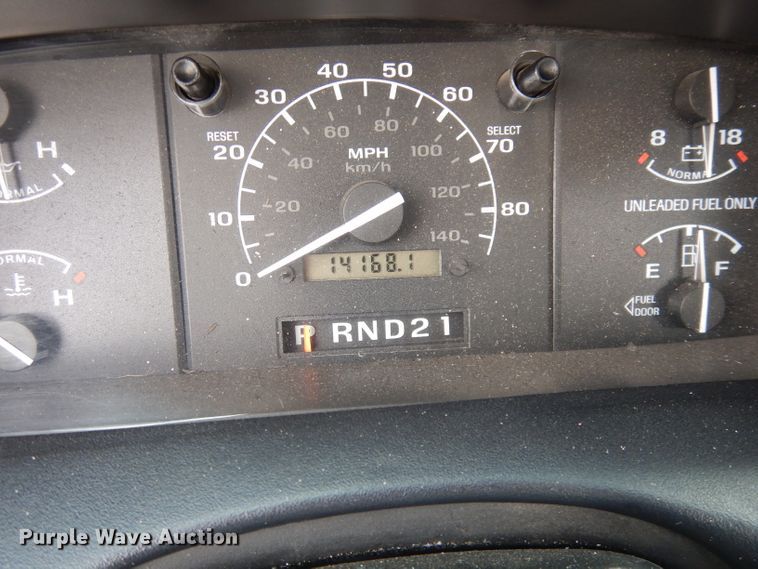 RESET
SELECT
0 10 20 30 40 50 60 70 80
20 40 60 80 100 120 140
MPH
km/h
14168.1
P RND21
H
NORMAL
NORMAL
H
8 18
NORMAL
UNLEADED FUEL ONLY
E F
FUEL
DOOR
Purple Wave Auction